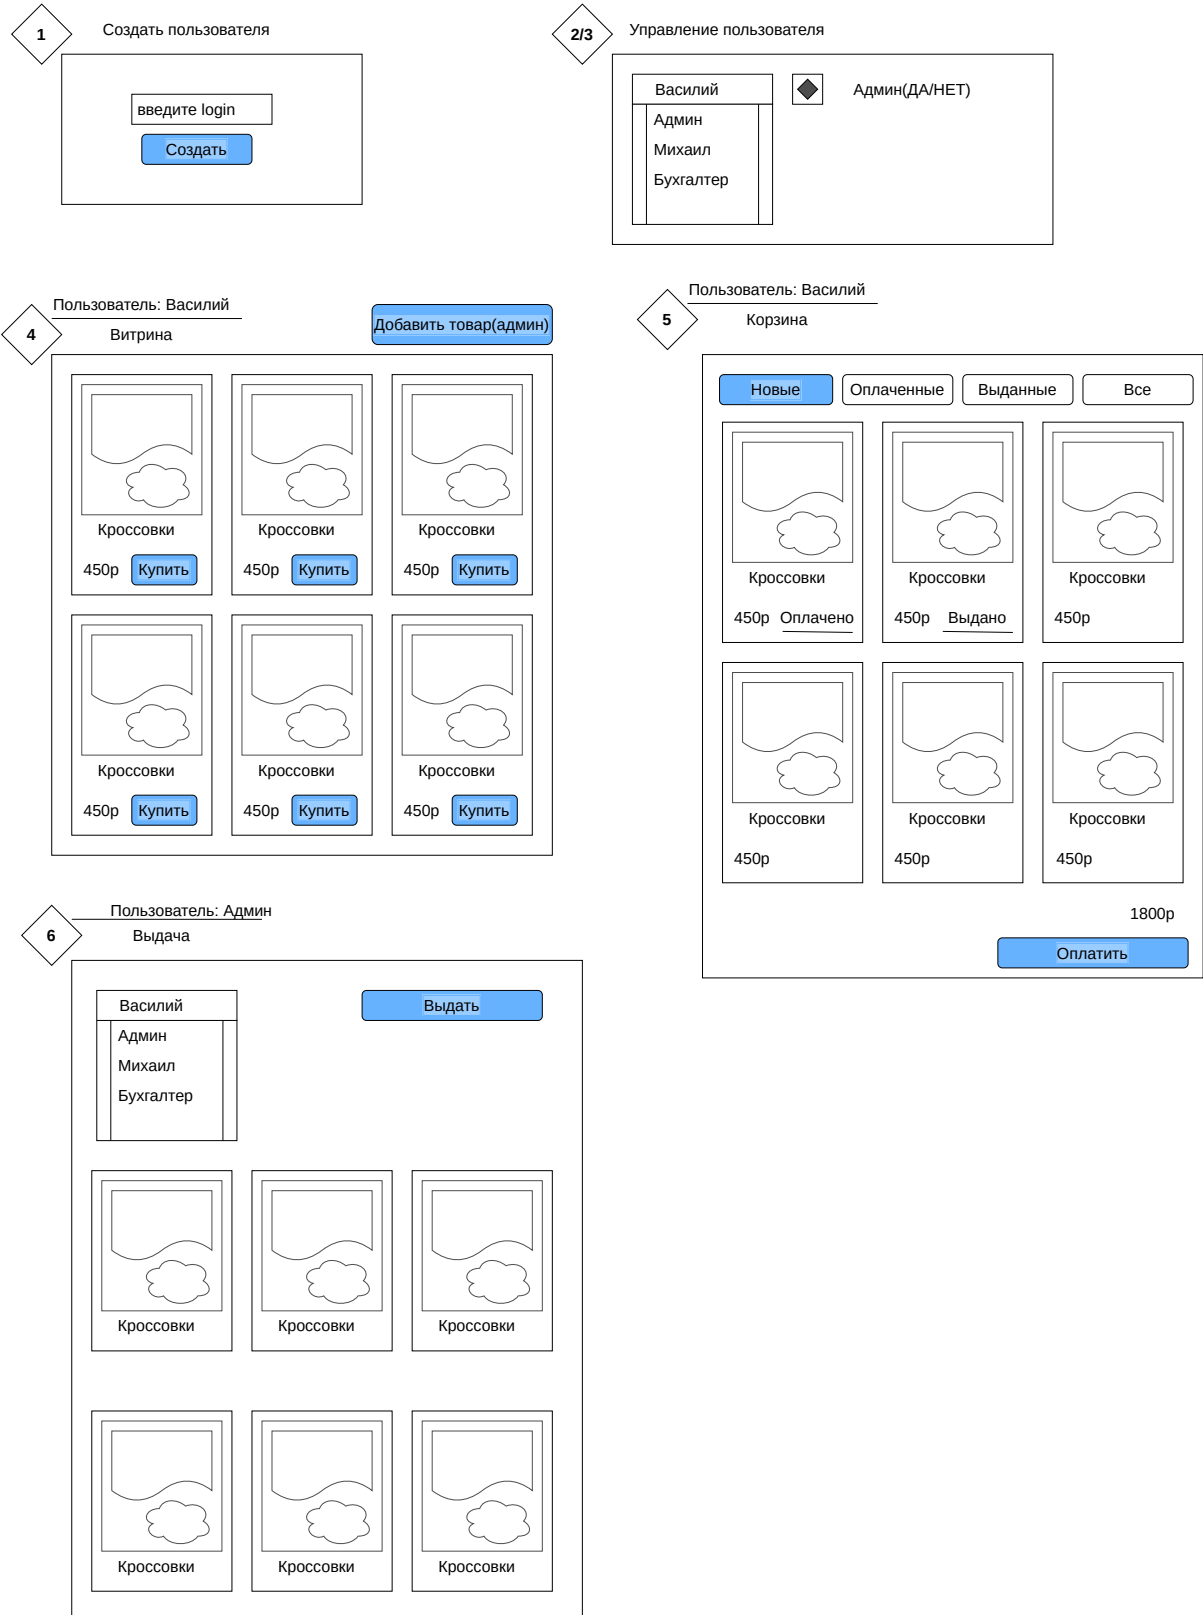 1
Создать пользователя
введите login
Создать
2/3
Управление пользователя
Василий
Админ
Михаил
Бухгалтер
Админ(ДА/НЕТ)
4
Пользователь: Василий
Витрина
Добавить товар(админ)
Кроссовки
450р Купить
Кроссовки
450р Купить
Кроссовки
450р Купить
Кроссовки
450р Купить
Кроссовки
450р Купить
Кроссовки
450р Купить
5
Пользователь: Василий
Корзина
Новые
Оплаченные
Выданные
Все
Кроссовки
450р Оплачено
Кроссовки
450р Выдано
Кроссовки
450р
Кроссовки
450р
Кроссовки
450р
Кроссовки
450р
1800р
Оплатить
6
Пользователь: Админ
Выдача
Василий
Админ
Михаил
Бухгалтер
Выдать
Кроссовки
Кроссовки
Кроссовки
Кроссовки
Кроссовки
Кроссовки